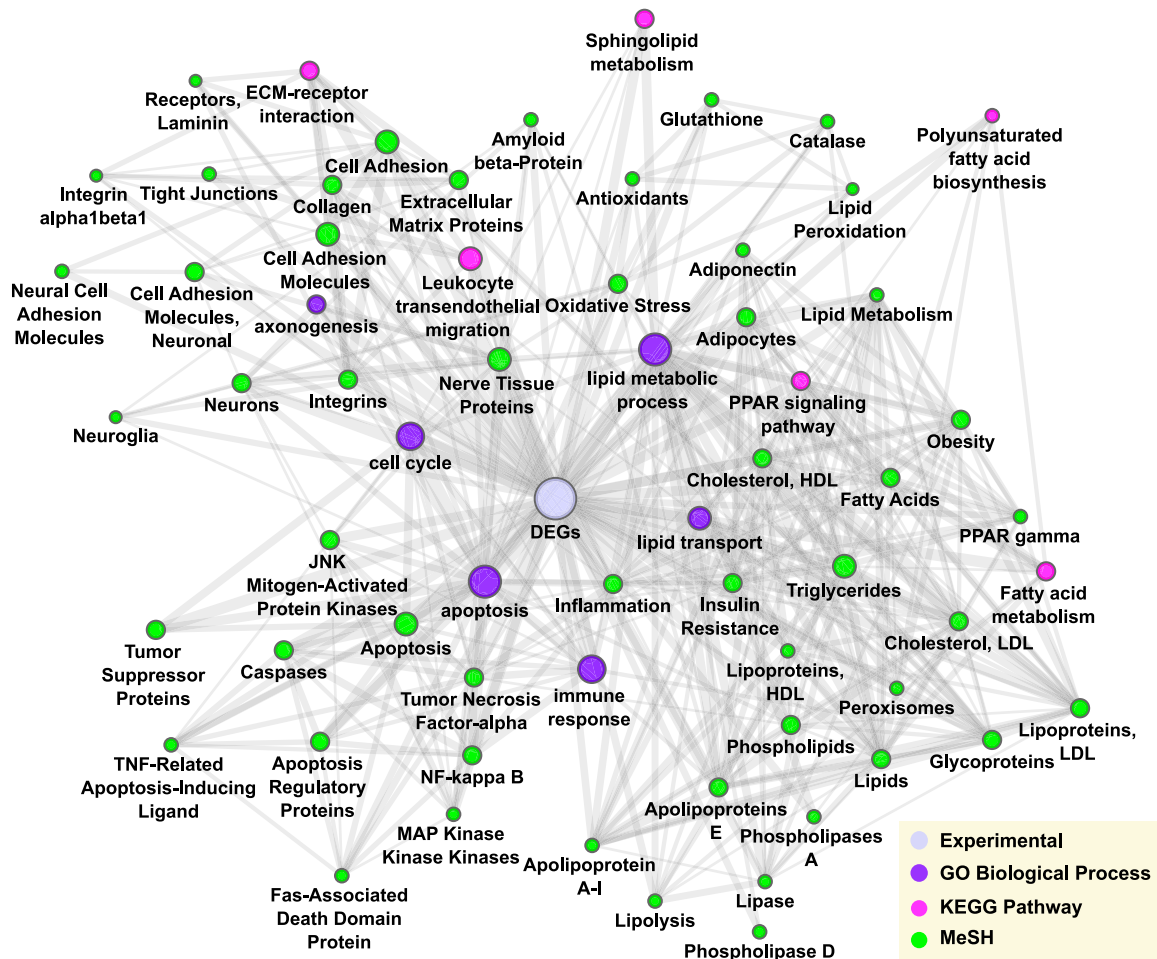 Sphingolipid
metabolism
Receptors,
Laminin
ECM-receptor
interaction
Glutathione
Catalase
Polyunsaturated
fatty acid
biosynthesis
Amyloid
beta-Protein
Cell Adhesion
Integrin
alpha1beta1
Tight Junctions
Collagen
Extracellular
Matrix Proteins
Antioxidants
Lipid
Peroxidation
Cell Adhesion
Molecules
Leukocyte
transendothelial
migration
Adiponectin
Neural Cell
Adhesion
Molecules
Cell Adhesion
Molecules,
Neuronal
axonogenesis
Oxidative Stress
Adipocytes
Lipid Metabolism
Neurons
Integrins
Nerve Tissue
Proteins
lipid metabolic
process
PPAR signaling
pathway
Neuroglia
cell cycle
Obesity
Cholesterol, HDL
Fatty Acids
DEGs
lipid transport
PPAR gamma
JNK
Mitogen-Activated
Protein Kinases
apoptosis
Inflammation
Insulin
Resistance
Triglycerides
Fatty acid
metabolism
Tumor
Suppressor
Proteins
Caspases
Apoptosis
Cholesterol, LDL
Tumor Necrosis
Factor-alpha
immune
response
Lipoproteins,
HDL
Peroxisomes
Lipoproteins,
LDL
TNF-Related
Apoptosis-Inducing
Ligand
Apoptosis
Regulatory
Proteins
NF-kappa B
Phospholipids
Lipids
Glycoproteins
MAP Kinase
Kinase Kinases
Apolipoproteins
E
Phospholipases
A
Apolipoprotein
A-I
Fas-Associated
Death Domain
Protein
Lipolysis
Lipase
Phospholipase D
Experimental
GO Biological Process
KEGG Pathway
MeSH